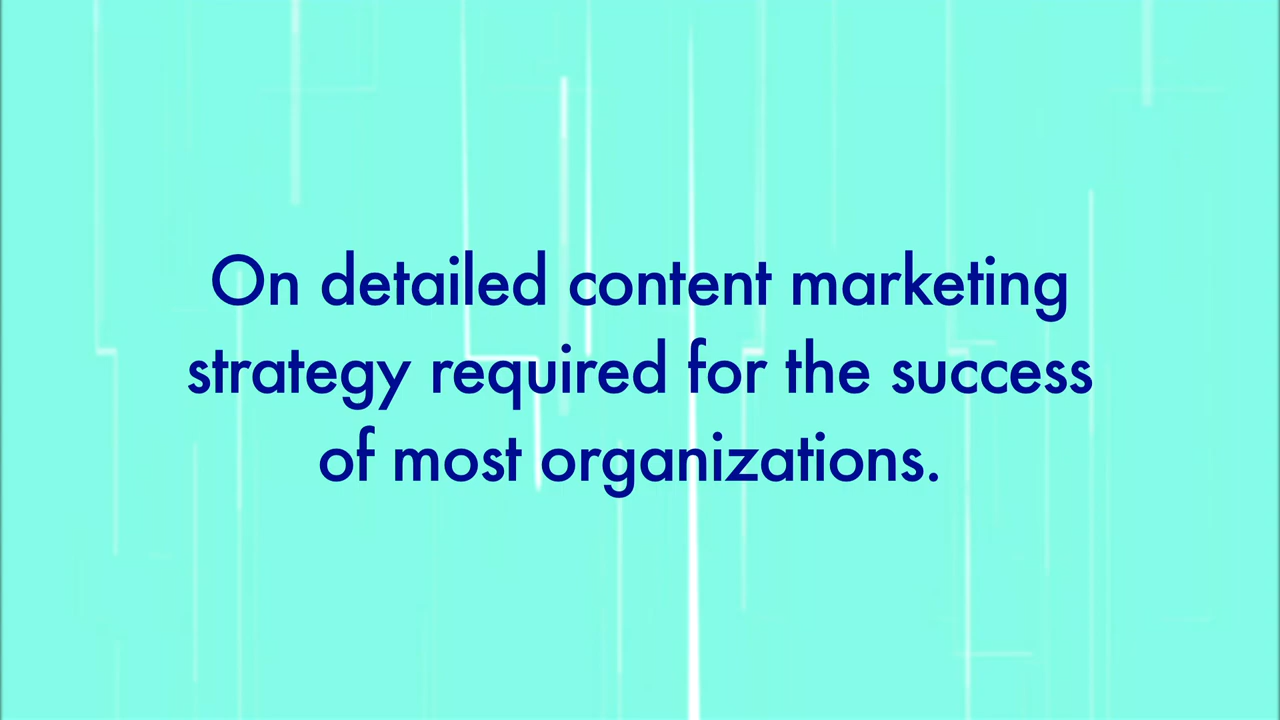 On detailed content marketing
strategy required for the success
of most organizations.